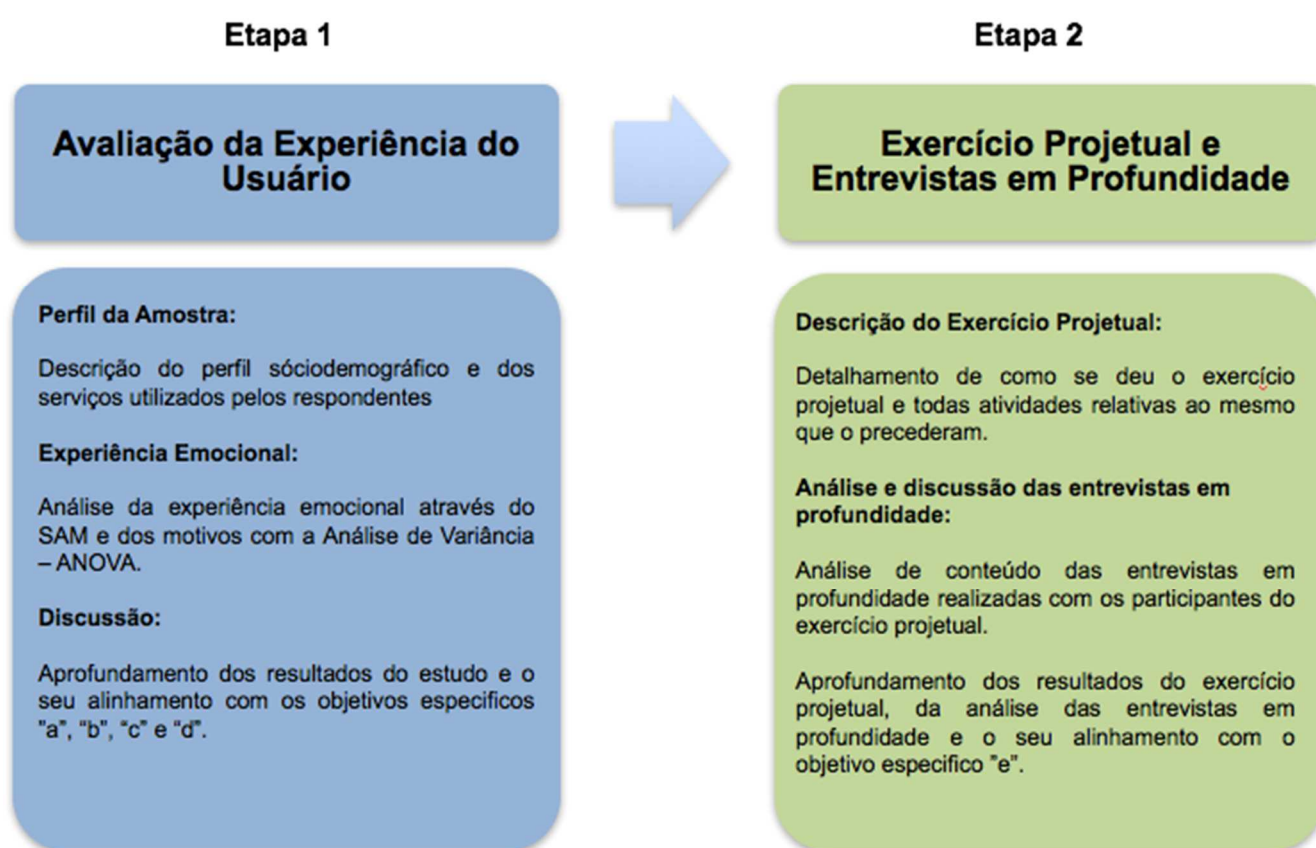 Etapa 1
Avaliação da Experiência do
Usuário
Perfil da Amostra:
Descrição do perfil sóciodemográfico e dos
serviços utilizados pelos respondentes
Experiência Emocional:
Análise da experiência emocional através do
SAM e dos motivos com a Análise de Variância
– ANOVA.
Discussão:
Aprofundamento dos resultados do estudo e o
seu alinhamento com os objetivos especificos
"a”, “b”, “c” e “d”.
Etapa 2
Exercício Projetual e
Entrevistas em Profundidade
Descrição do Exercício Projetual:
Detalhamento de como se deu o exercício
projetual e todas atividades relativas ao mesmo
que o precederam.
Análise e discussão das entrevistas em
profundidade:
Análise de conteúdo das entrevistas em
profundidade realizadas com os participantes do
exercício projetual.
Aprofundamento dos resultados do exercício
projetual, da análise das entrevistas em
profundidade e o seu alinhamento com o
objetivo especifico ”e”.